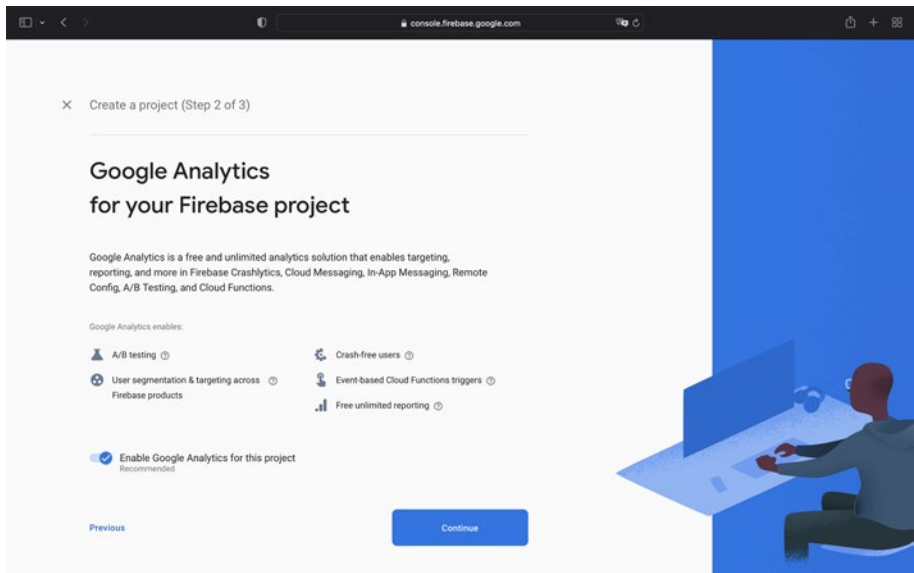 console.firebase.google.com
Create a project (Step 2 of 3)
Google Analytics
for your Firebase project
Google Analytics is a free and unlimited analytics solution that enables targeting,
reporting, and more in Firebase Crashlytics, Cloud Messaging, In-App Messaging, Remote
Config, A/B Testing, and Cloud Functions.
Google Analytics enables:
A/B testing
Crash-free users
User segmentation & targeting across
Firebase products
Event-based Cloud Functions triggers
Free unlimited reporting
Enable Google Analytics for this project
Recommended
Previous
Continue